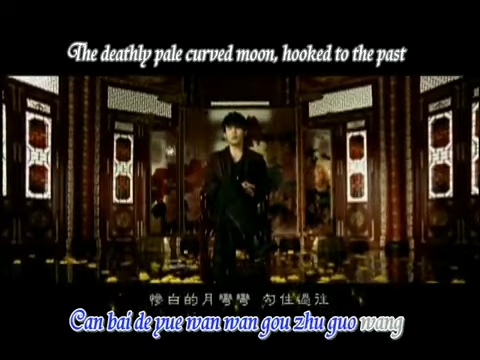 The deathly pale curved moon, hooked to the past
慘白的月彎彎 勾住過往
Can bai de yue wan wan gou zhu guo wang